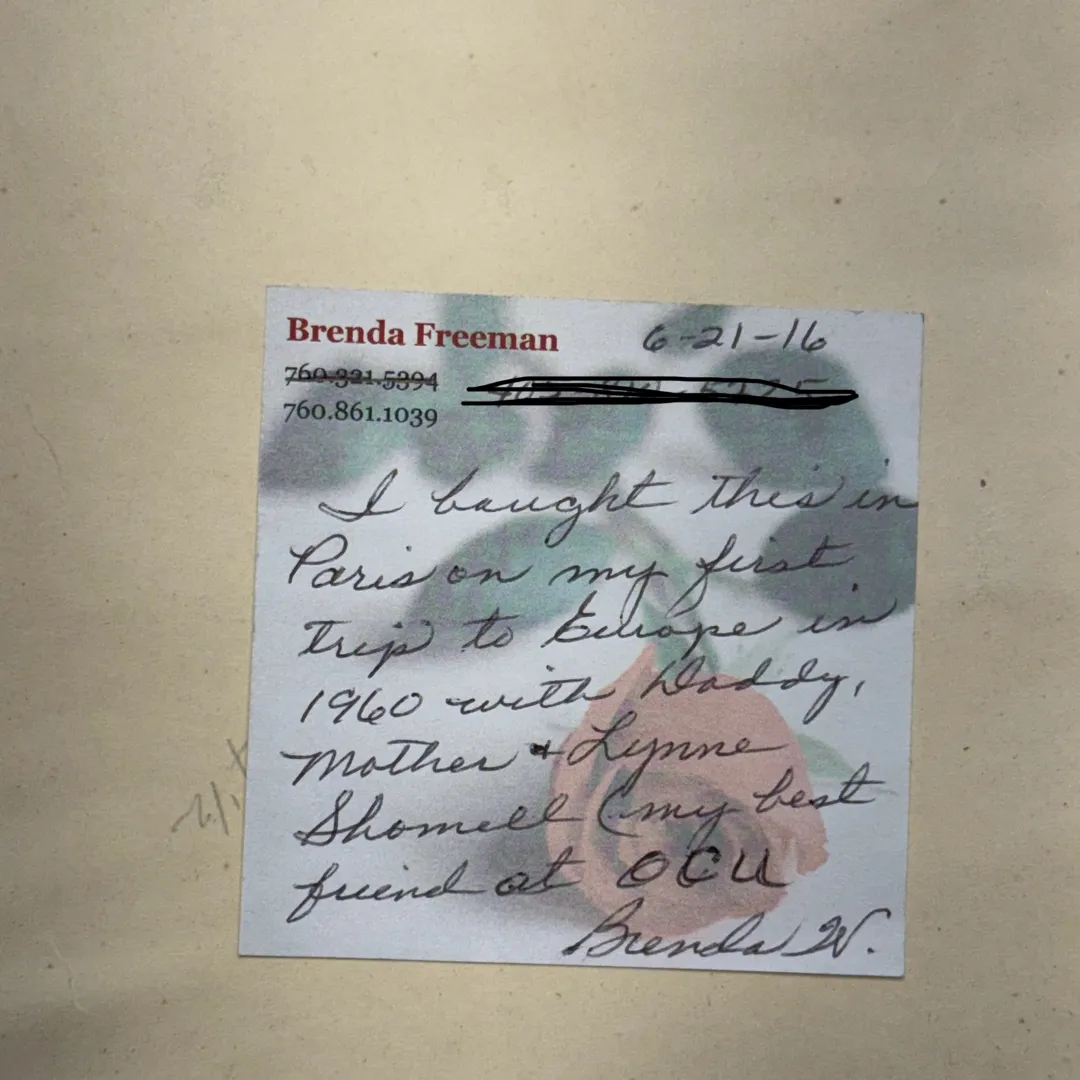 Brenda Freeman 6-21-16
760.321.5394
760.861.1039
I bought this in
Paris on my first
trip to Europe in
1960 with Daddy,
Mother + Lynne
Shomell (my best
friend at OCU
Brenda W.